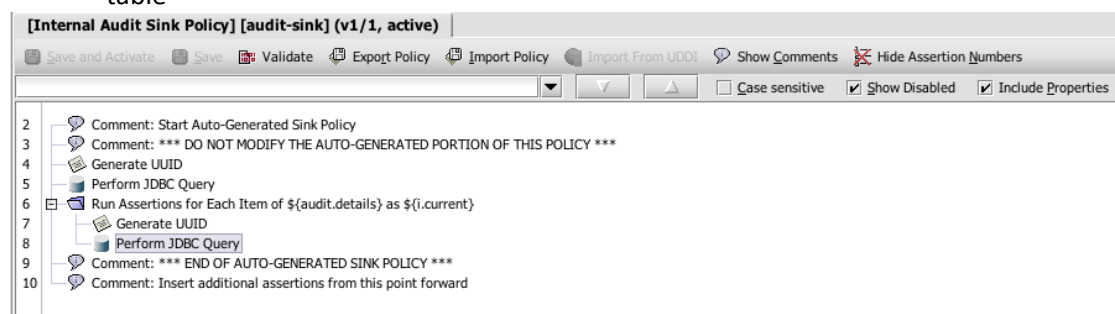 table
[Internal Audit Sink Policy] [audit-sink] (v1/1, active)
Save and Activate Save Validate Export Policy Import Policy Import From UDDI Show Comments Hide Assertion Numbers
Case sensitive Show Disabled Include Properties
2 Comment: Start Auto-Generated Sink Policy
3 Comment: *** DO NOT MODIFY THE AUTO-GENERATED PORTION OF THIS POLICY ***
4 Generate UUID
5 Perform JDBC Query
6 Run Assertions for Each Item of ${audit.details} as ${i.current}
7 Generate UUID
8 Perform JDBC Query
9 Comment: *** END OF AUTO-GENERATED SINK POLICY ***
10 Comment: Insert additional assertions from this point forward